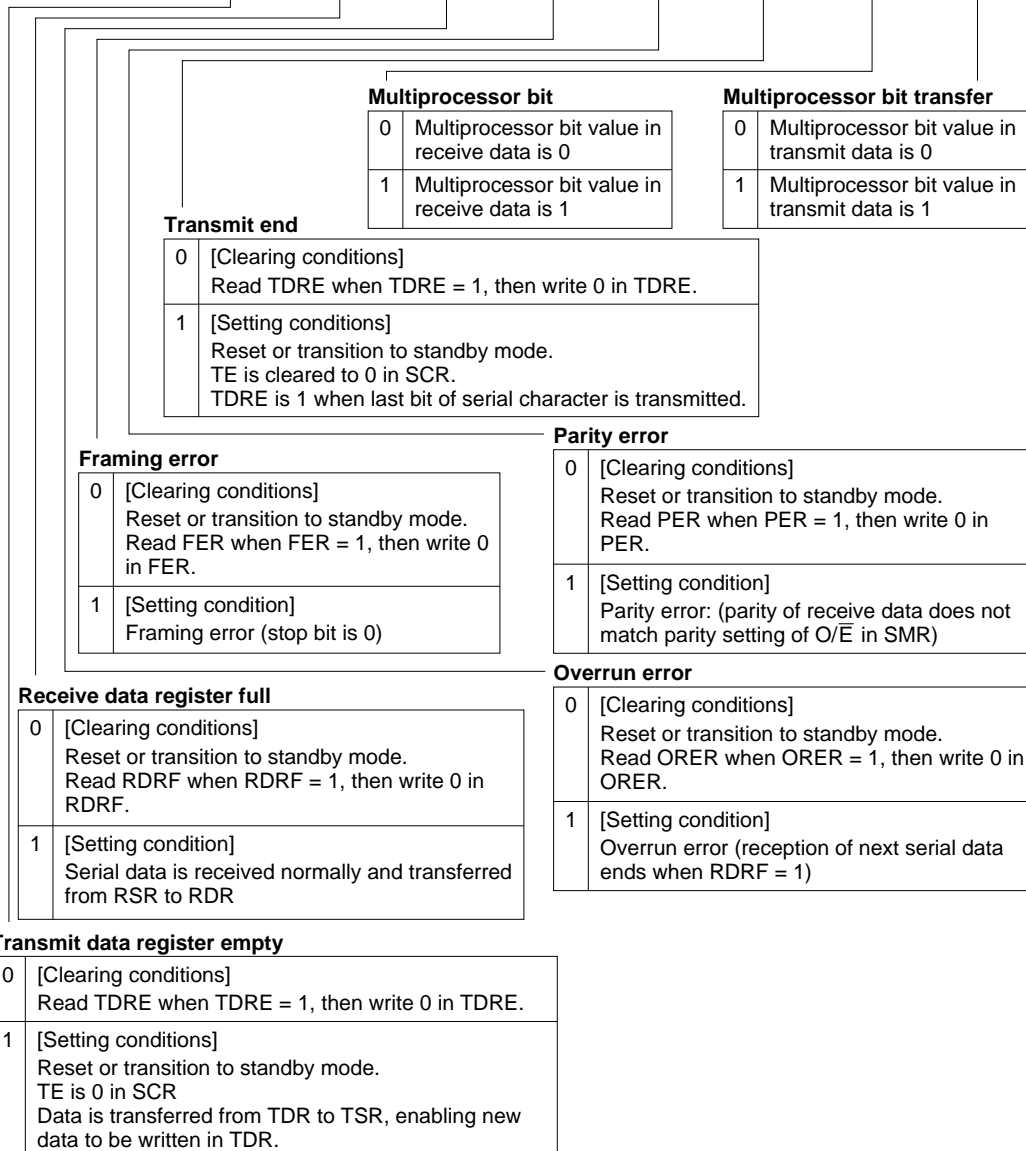 Multiprocessor bit
0 Multiprocessor bit value in
receive data is 0
1 Multiprocessor bit value in
receive data is 1
Multiprocessor bit transfer
0 Multiprocessor bit value in
transmit data is 0
1 Multiprocessor bit value in
transmit data is 1
Transmit end
0 [Clearing conditions]
Read TDRE when TDRE = 1, then write 0 in TDRE.
1 [Setting conditions]
Reset or transition to standby mode.
TE is cleared to 0 in SCR.
TDRE is 1 when last bit of serial character is transmitted.
Parity error
0 [Clearing conditions]
Reset or transition to standby mode.
Read PER when PER = 1, then write 0 in
PER.
1 [Setting condition]
Parity error: (parity of receive data does not
match parity setting of O/E̅ in SMR)
Framing error
0 [Clearing conditions]
Reset or transition to standby mode.
Read FER when FER = 1, then write 0
in FER.
1 [Setting condition]
Framing error (stop bit is 0)
Overrun error
0 [Clearing conditions]
Reset or transition to standby mode.
Read ORER when ORER = 1, then write 0 in
ORER.
1 [Setting condition]
Overrun error (reception of next serial data
ends when RDRF = 1)
Receive data register full
0 [Clearing conditions]
Reset or transition to standby mode.
Read RDRF when RDRF = 1, then write 0 in
RDRF.
1 [Setting condition]
Serial data is received normally and transferred
from RSR to RDR
Transmit data register empty
0 [Clearing conditions]
Read TDRE when TDRE = 1, then write 0 in TDRE.
1 [Setting conditions]
Reset or transition to standby mode.
TE is 0 in SCR
Data is transferred from TDR to TSR, enabling new
data to be written in TDR.